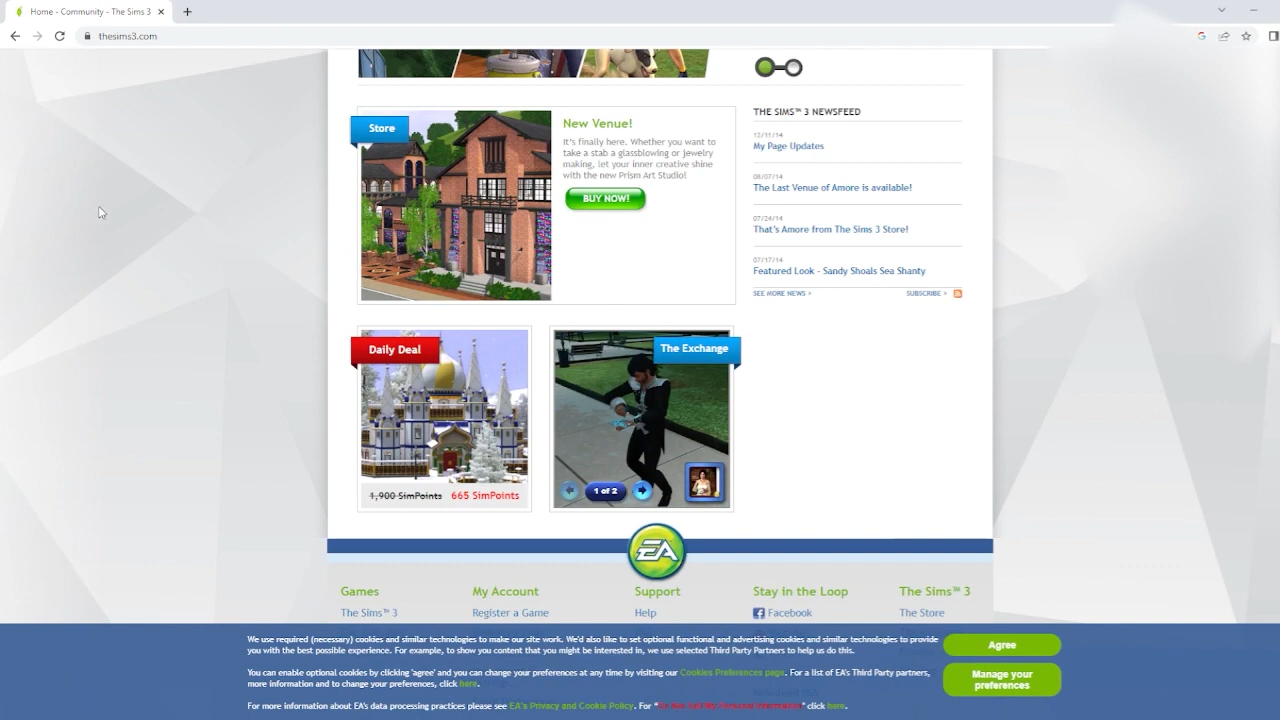 Home - Community - The Sims 3
thesims3.com
Store
New Venue!
It's finally here. Whether you want to
take a stab a glassblowing or jewelry
making, let your inner creative shine
with the new Prism Art Studio!
BUY NOW!
THE SIMS™ 3 NEWSFEED
12/11/14
My Page Updates
08/07/14
The Last Venue of Amore is available!
07/24/14
That's Amore from The Sims 3 Store!
07/17/14
Featured Look - Sandy Shoals Sea Shanty
SEE MORE NEWS >
SUBSCRIBE >
Daily Deal
1,900 SimPoints 665 SimPoints
The Exchange
1 of 2
EA
Games
My Account
Support
Stay in the Loop
The Sims™ 3
The Sims™ 3
Register a Game
Help
Facebook
The Store
We use required (necessary) cookies and similar technologies to make our site work. We'd also like to set optional functional and advertising cookies and similar technologies to provide
you with the best possible experience. For example, to show you content that you might be interested in, we use selected Third Party Partners to help us do this.
You can enable optional cookies by clicking 'agree' and you can change your preferences at any time by visiting our Cookies Preferences page. For a list of EA's Third Party partners,
more information and to change your preferences, click here.
For more information about EA's data processing practices please see EA's Privacy and Cookie Policy. For "
" click here.
Agree
Manage your
preferences